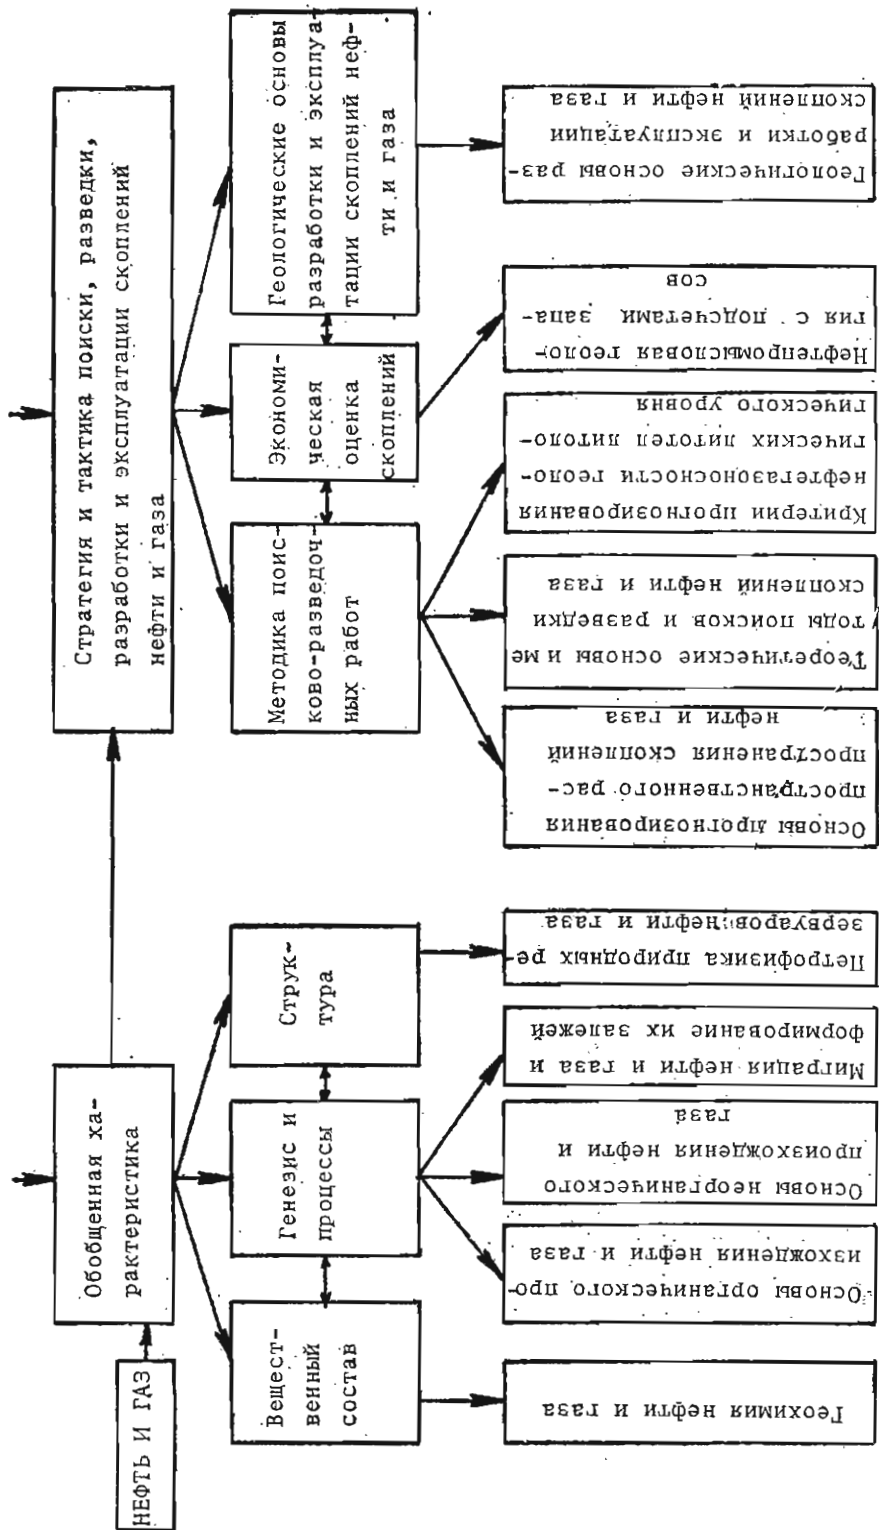 НЕФТЬ И ГАЗ
Обобщенная ха-
рактеристика
Стратегия и тактика поиски, разведки,
разработки и эксплуатации скоплений
нефти и газа
Вещест-
венный
состав
Генезис и
процессы
Струк-
тура
Методика поис-
ково-разведоч-
ных работ
Экономи-
ческая
оценка
скоплений
Геологические основы
разработки и эксплуа-
тации скоплений неф-
ти и газа
Геохимия нефти и газа
Основы органического про-
изхождения нефти и газа
Основы неорганического
произхождения нефти и
газа
Миграция нефти и газа и
формирование их залежей
Петрофизика природных ре-
зервуаров нефти и газа
Основы прогнозирования
пространственного рас-
пространения скоплений
нефти и газа
Теоретические основы и ме
тоды поисков и разведки
скоплений нефти и газа
Критерии прогнозирования
нефтегазоносности геоло-
гических литотел литоло-
гического уровня
Нефтепромысловая геоло-
гия с подсчетами запа-
сов
Геологические основы раз-
работки и эксплуатации
скоплений нефти и газа